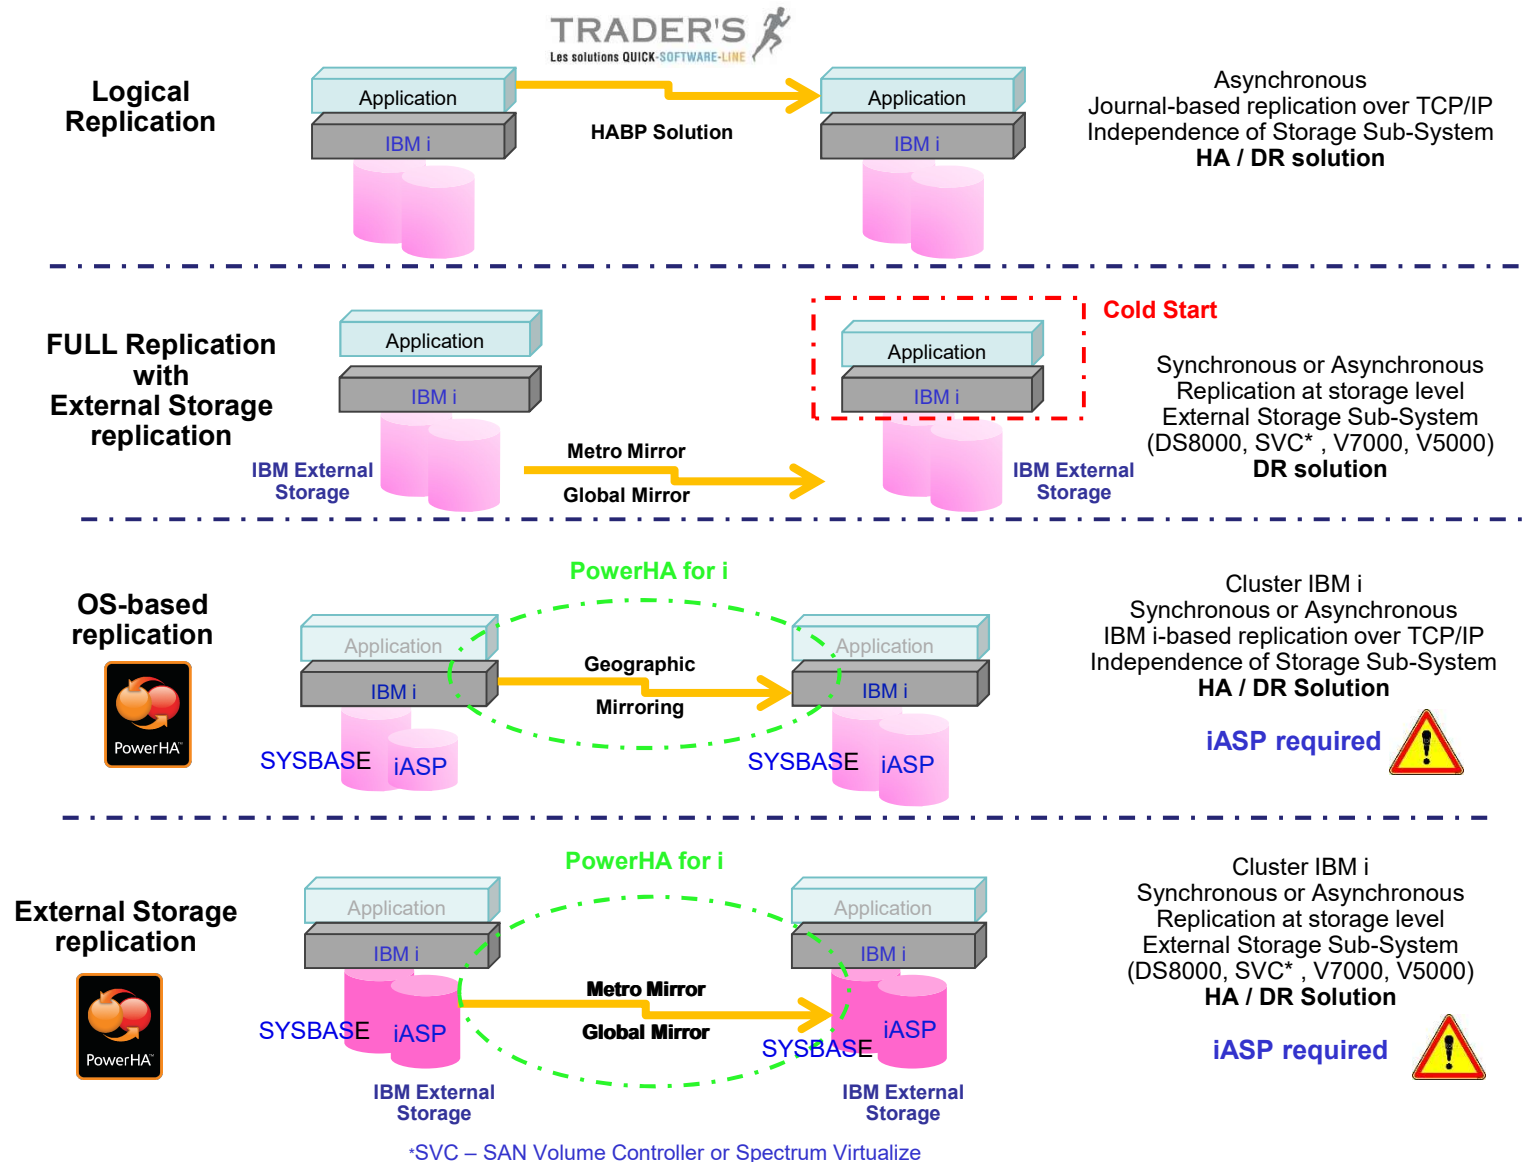 TRADER'S
Les solutions QUICK-SOFTWARE-LINE
Logical
Replication
Application
IBM i
HABP Solution
Application
IBM i
Asynchronous
Journal-based replication over TCP/IP
Independence of Storage Sub-System
HA / DR solution
FULL Replication
with
External Storage
replication
Application
IBM i
IBM External
Storage
Metro Mirror
Global Mirror
Cold Start
Application
IBM i
IBM External
Storage
Synchronous or Asynchronous
Replication at storage level
External Storage Sub-System
(DS8000, SVC* , V7000, V5000)
DR solution
OS-based
replication
PowerHA™
PowerHA for i
Application
IBM i
SYSBASE
iASP
Geographic
Mirroring
Application
IBM i
SYSBASE
iASP
Cluster IBM i
Synchronous or Asynchronous
IBM i-based replication over TCP/IP
Independence of Storage Sub-System
HA / DR Solution
iASP required
External Storage
replication
PowerHA™
PowerHA for i
Application
IBM i
SYSBASE
iASP
IBM External
Storage
Metro Mirror
Global Mirror
Application
IBM i
SYSBASE
iASP
IBM External
Storage
Cluster IBM i
Synchronous or Asynchronous
Replication at storage level
External Storage Sub-System
(DS8000, SVC* , V7000, V5000)
HA / DR Solution
iASP required
*SVC – SAN Volume Controller or Spectrum Virtualize